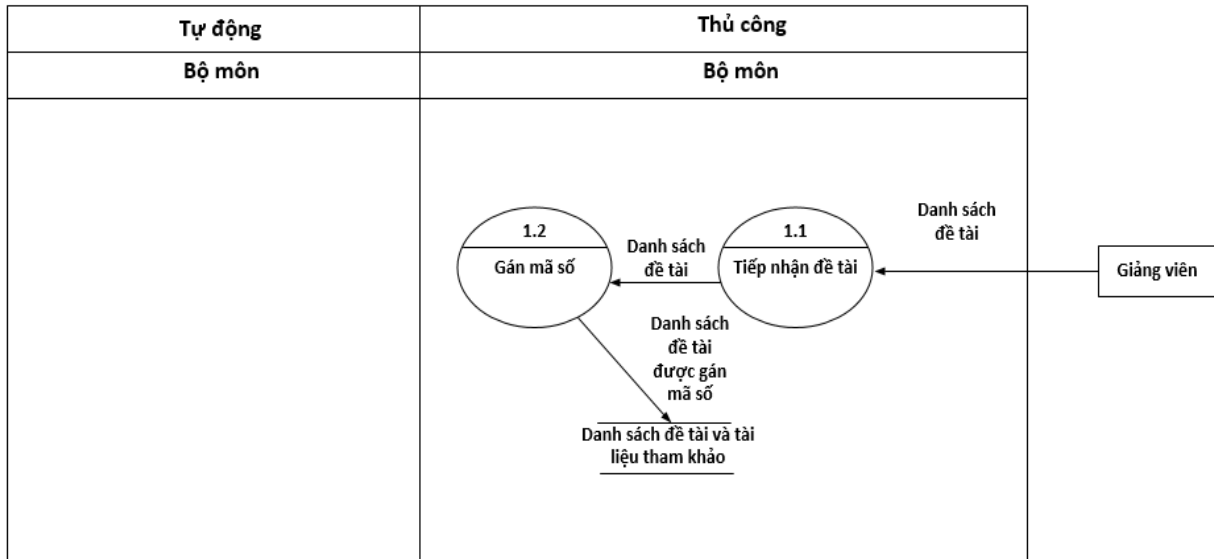 Tự động
Thủ công
Bộ môn
Bộ môn
1.2
Gán mã số
Danh sách
đề tài
1.1
Tiếp nhận đề tài
Danh sách
đề tài
Giảng viên
Danh sách
đề tài
được gán
mã số
Danh sách đề tài và tài
liệu tham khảo